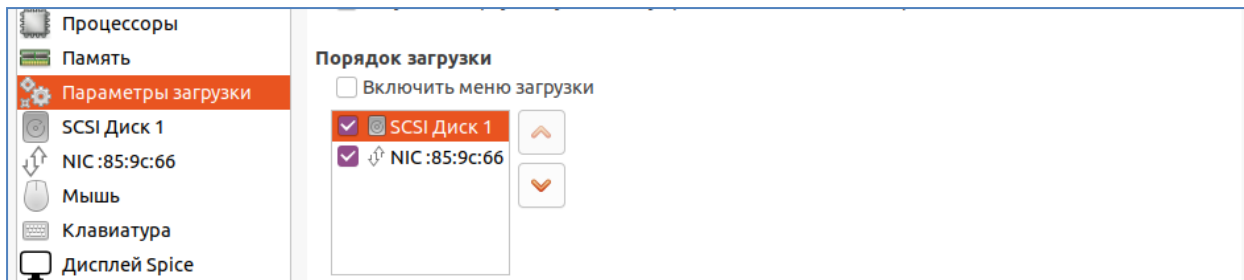 Процессоры
Память
Параметры загрузки
SCSI Диск 1
NIC :85:9c:66
Мышь
Клавиатура
Дисплей Spice
Порядок загрузки
Включить меню загрузки
SCSI Диск 1
NIC :85:9c:66